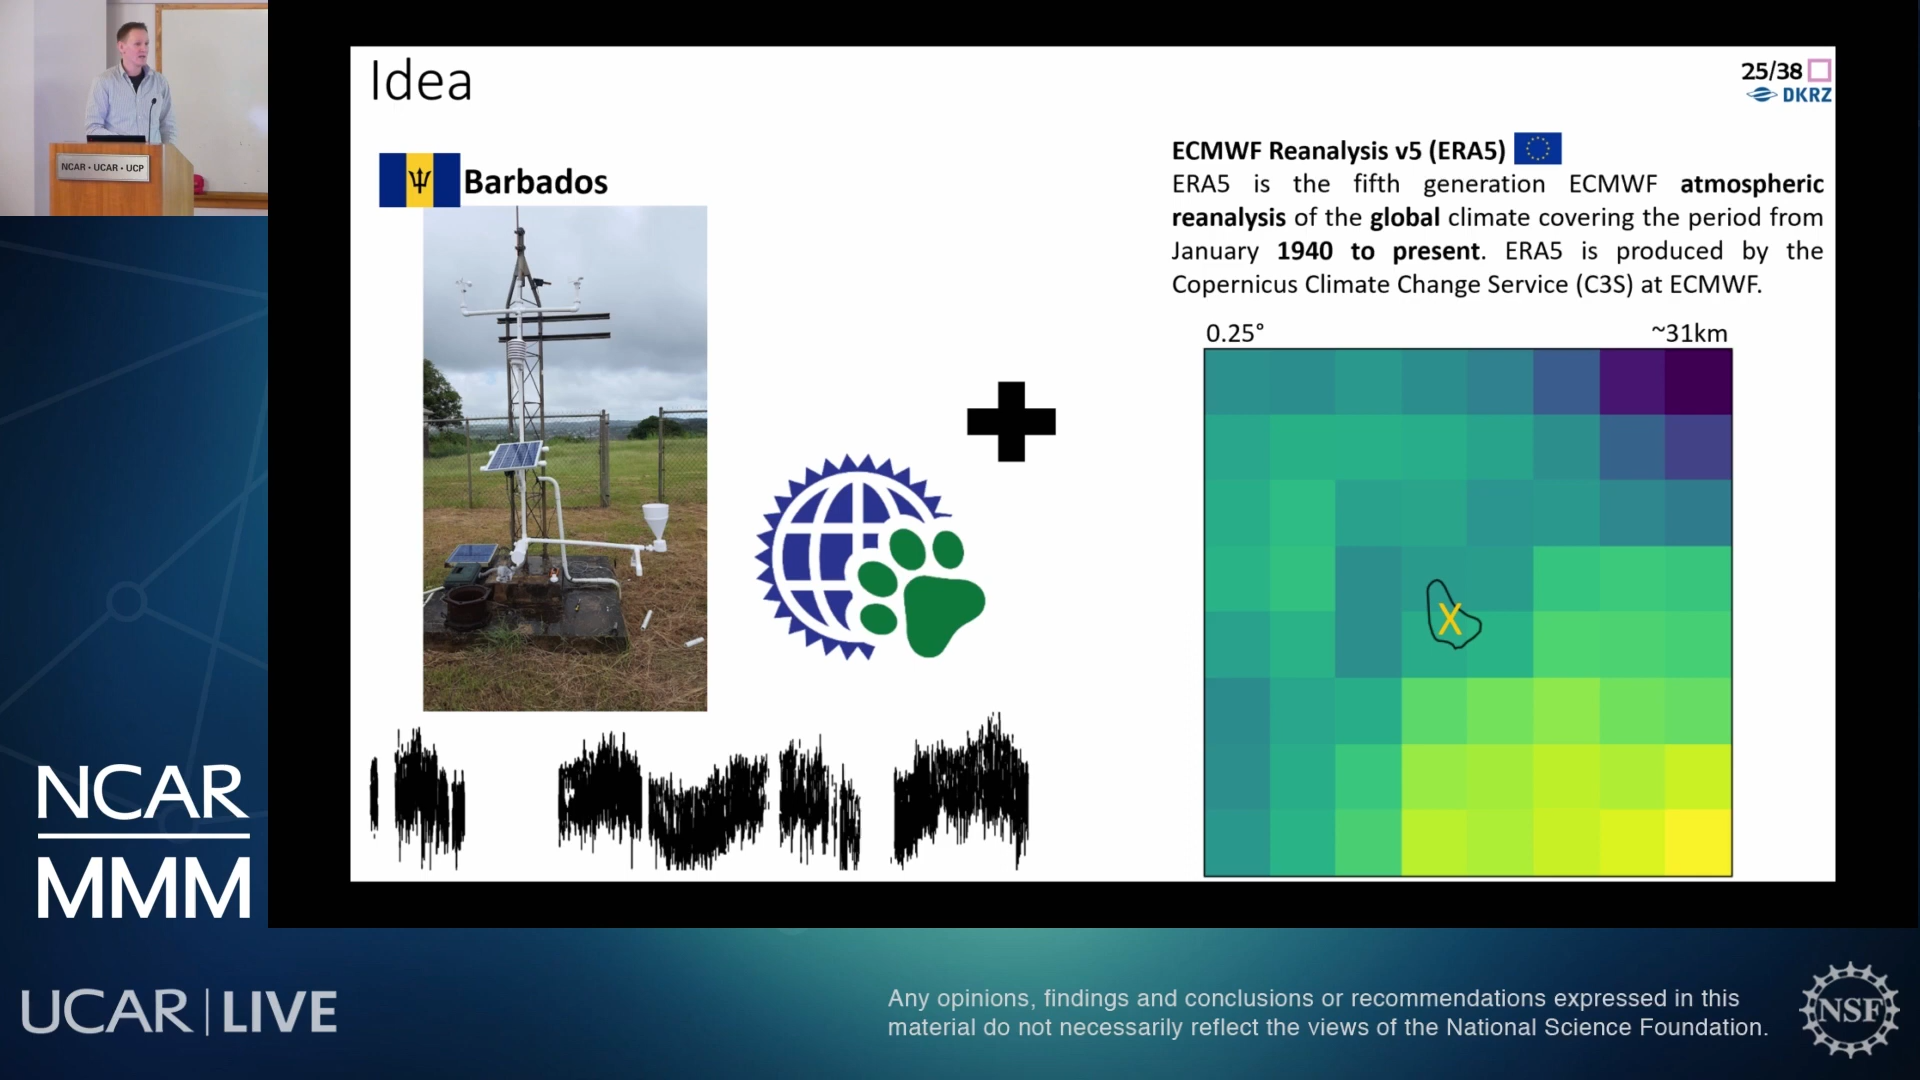 NCAR • UCAR • UCP
Idea
25/38
DKRZ
Barbados
ECMWF Reanalysis v5 (ERA5)
ERA5 is the fifth generation ECMWF atmospheric
reanalysis of the global climate covering the period from
January 1940 to present. ERA5 is produced by the
Copernicus Climate Change Service (C3S) at ECMWF.
0.25° ~31km
X
NCAR
MMM
UCAR | LIVE
Any opinions, findings and conclusions or recommendations expressed in this
material do not necessarily reflect the views of the National Science Foundation.
NSF